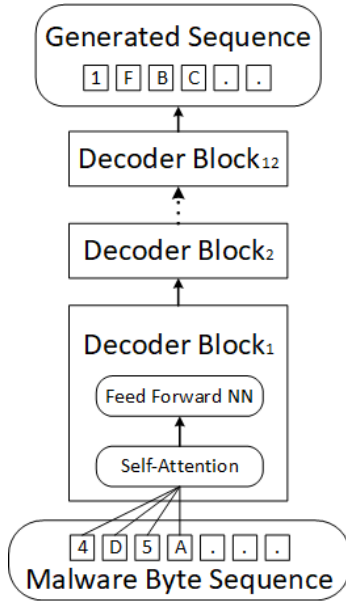 Generated Sequence
1 F B C . .
Decoder Block12
Decoder Block2
Decoder Block1
Feed Forward NN
Self-Attention
4 D 5 A . . .
Malware Byte Sequence